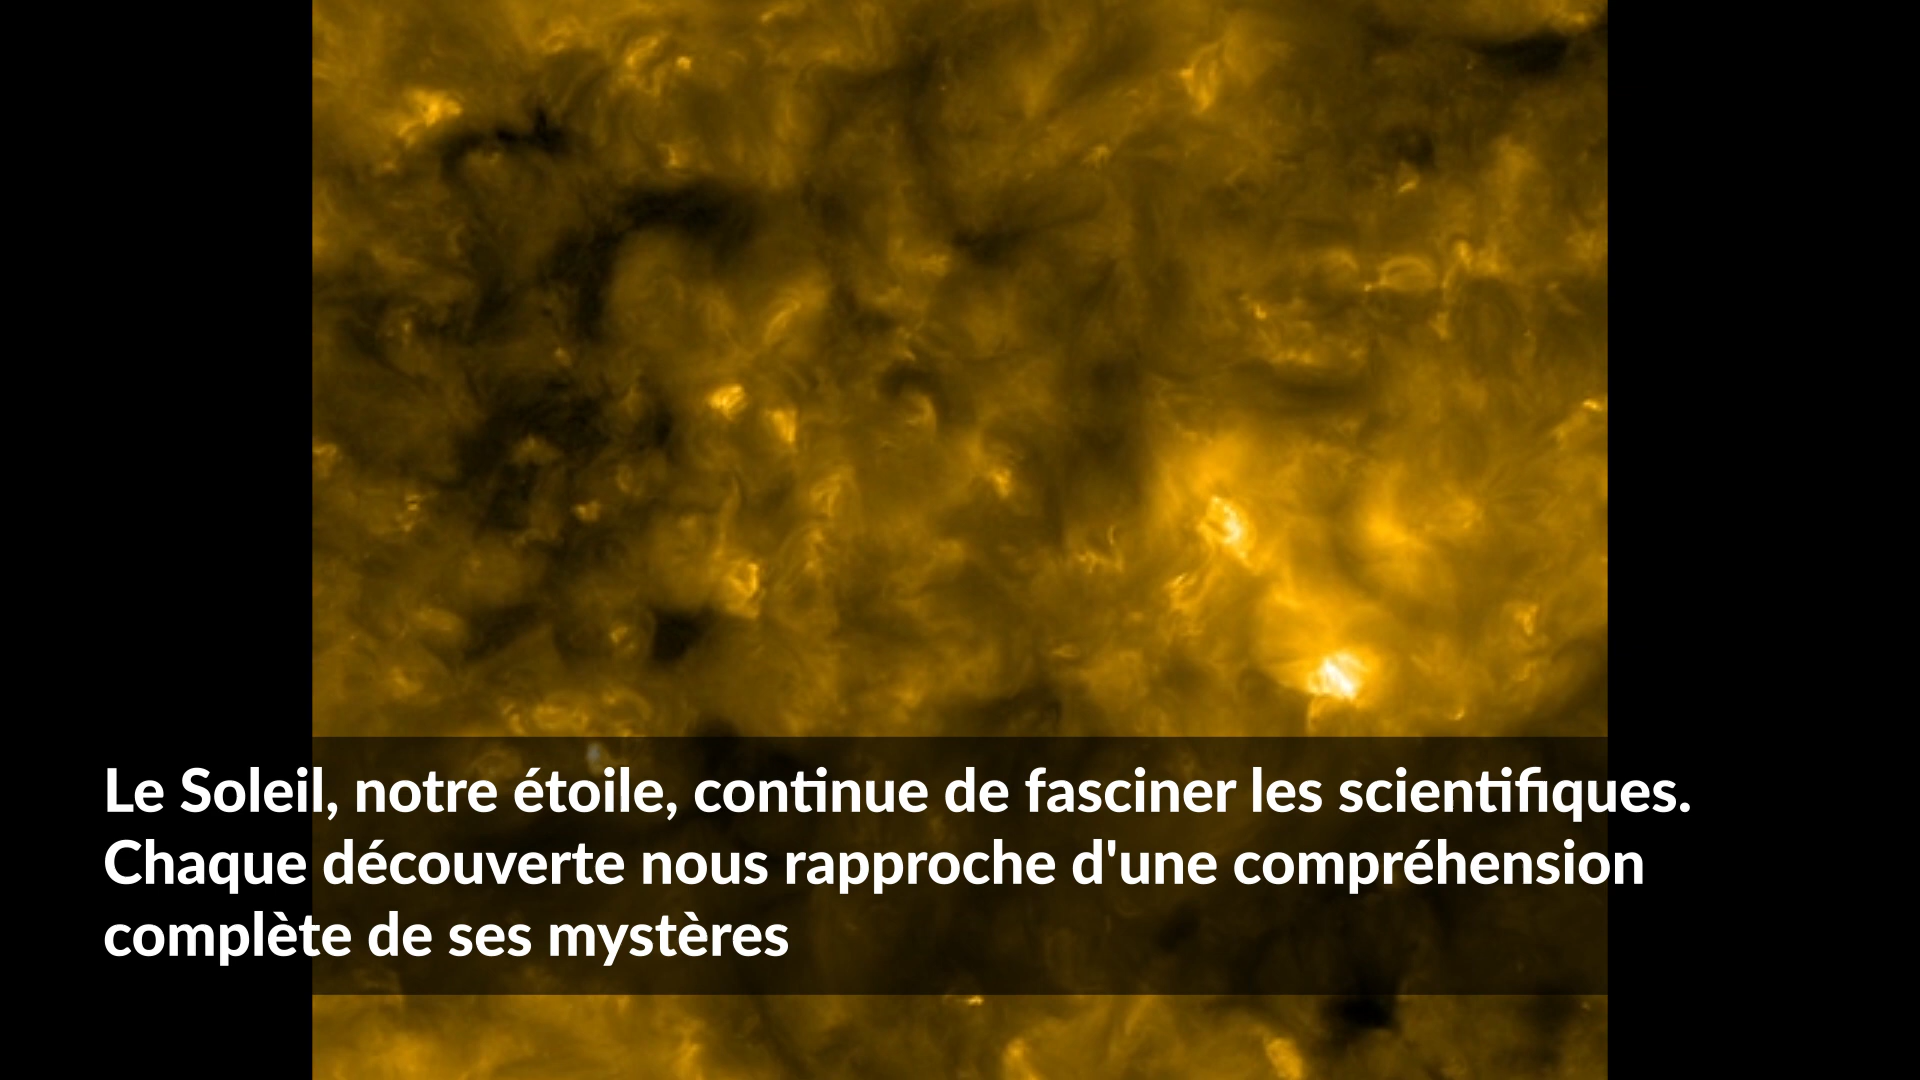 Le Soleil, notre étoile, continue de fasciner les scientifiques.
Chaque découverte nous rapproche d'une compréhension
complète de ses mystères